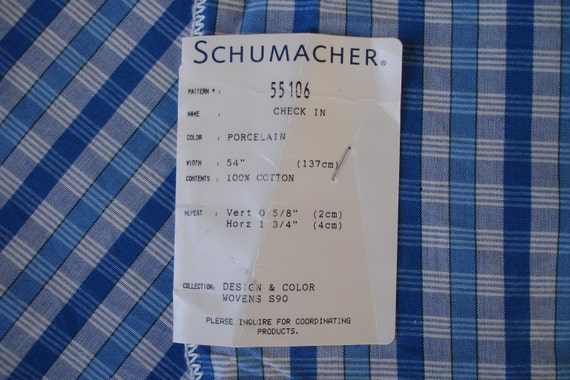 SCHUMACHER®
PATTERN # : 55106
NAME : CHECK IN
COLOR : PORCELAIN
WIDTH : 54" (137cm)
CONTENTS : 100% COTTON
REPEAT : Vert 0 5/8" (2cm)
Horz 1 3/4" (4cm)
COLLECTION: DESIGN & COLOR
WOVENS S90
PLEASE INQUIRE FOR COORDINATING
PRODUCTS.